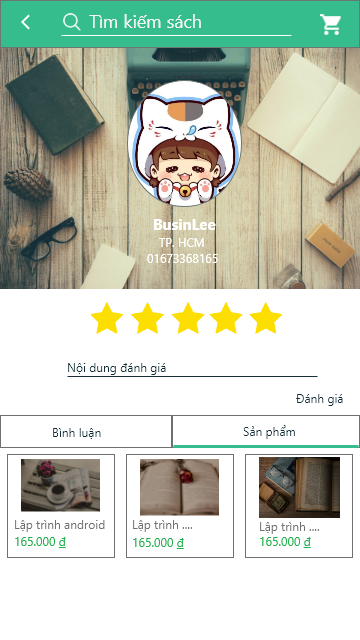 Tìm kiếm sách
BusinLee
TP. HCM
01673368165
Nội dung đánh giá
Đánh giá
Bình luận
Sản phẩm
Lập trình android
165.000 ₫
Lập trình ....
165.000 ₫
Lập trình ....
165.000 ₫